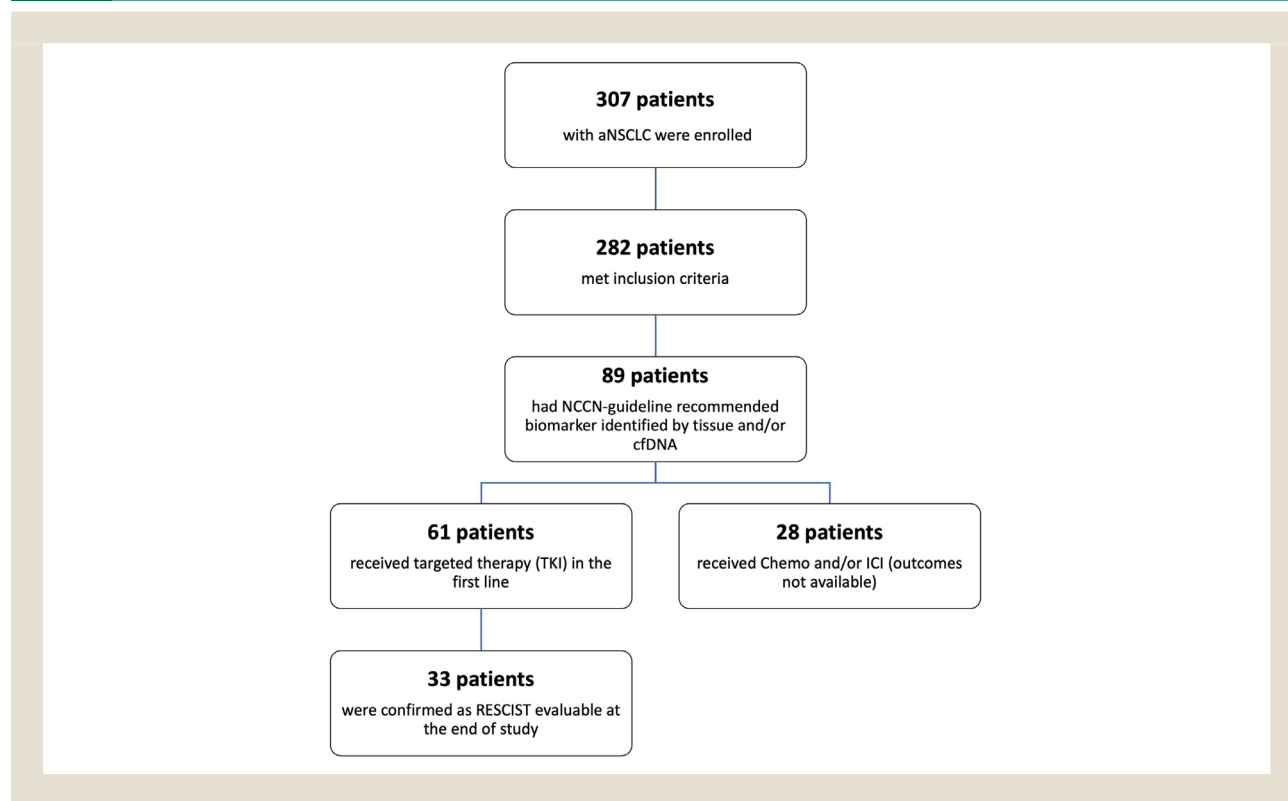 307 patients
with aNSCLC were enrolled
282 patients
met inclusion criteria
89 patients
had NCCN-guideline recommended
biomarker identified by tissue and/or
cfDNA
61 patients
received targeted therapy (TKI) in the
first line
28 patients
received Chemo and/or ICI (outcomes
not available)
33 patients
were confirmed as RESCIST evaluable at
the end of study